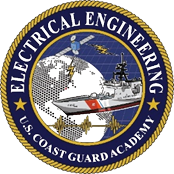 ELECTRICAL ENGINEERING
U.S. COAST GUARD ACADEMY